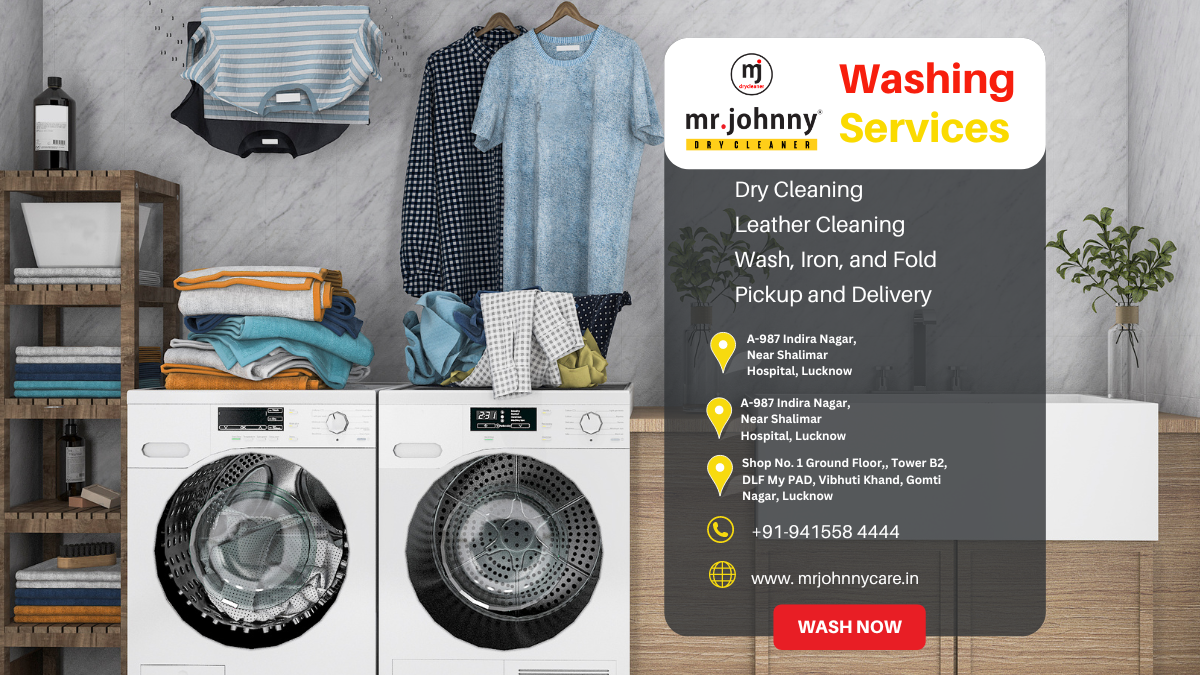 mj
drycleaner
mr.johnny®
DRY CLEANER
Washing
Services
Dry Cleaning
Leather Cleaning
Wash, Iron, and Fold
Pickup and Delivery
A-987 Indira Nagar,
Near Shalimar
Hospital, Lucknow
A-987 Indira Nagar,
Near Shalimar
Hospital, Lucknow
Shop No. 1 Ground Floor,, Tower B2,
DLF My PAD, Vibhuti Khand, Gomti
Nagar, Lucknow
+91-941558 4444
www. mrjohnnycare.in
WASH NOW
2:31